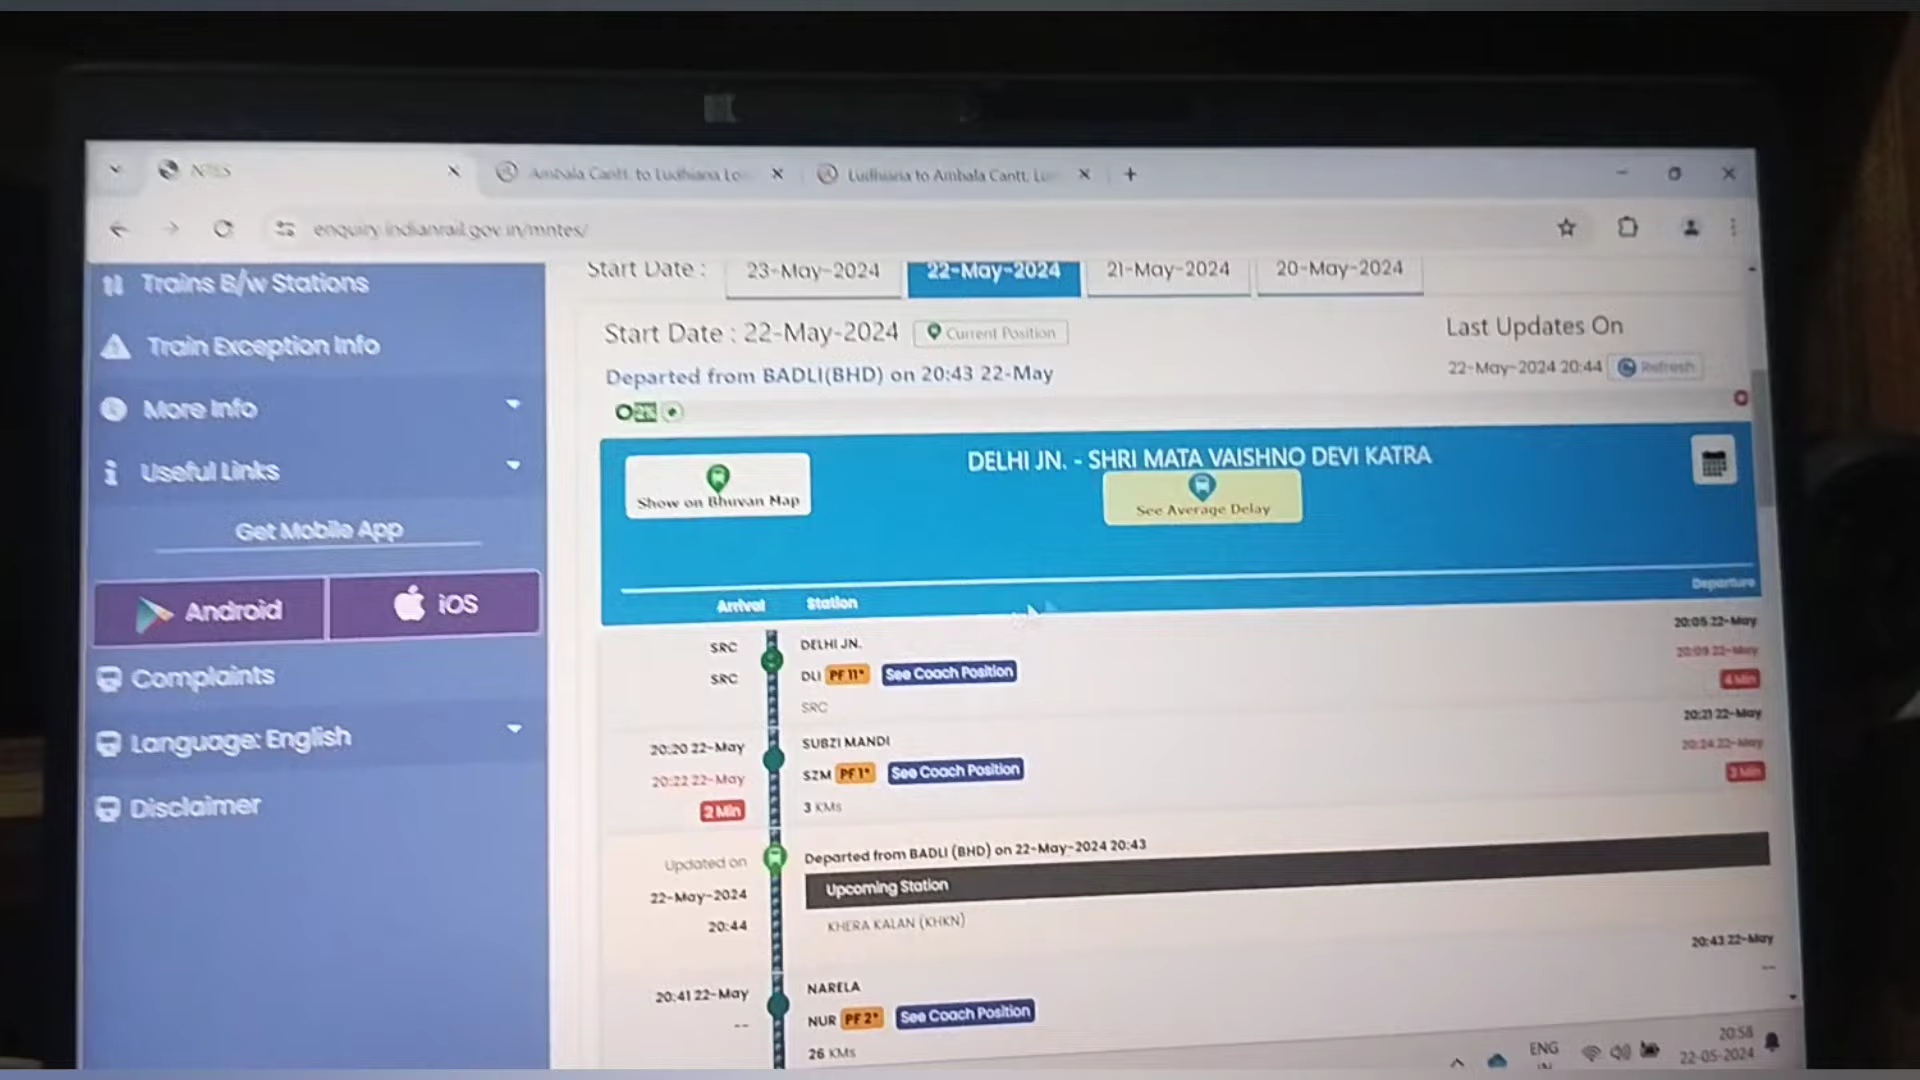 NTES
Ambala Cantt. to Ludhiana Lo
Ludhiana to Ambala Cantt. Lu
enquiry.indianrail.gov.in/mntes/
Trains B/w Stations
Train Exception Info
More Info
Useful Links
Get Mobile App
Android
iOS
Complaints
Language: English
Disclaimer
Start Date : 23-May-2024 22-May-2024 21-May-2024 20-May-2024
Start Date : 22-May-2024 Current Position
Last Updates On
22-May-2024 20:44 Refresh
Departed from BADLI(BHD) on 20:43 22-May
DELHI JN. - SHRI MATA VAISHNO DEVI KATRA
Show on Bhuvan Map
See Average Delay
Arrival Station Departure
SRC DELHI JN. 20:05 22-May
SRC DLI PF 11* See Coach Position 20:09 22-May
SRC 4 Min
20:20 22-May SUBZI MANDI 20:21 22-May
20:22 22-May SZM PF 1* See Coach Position 20:24 22-May
2 Min 3 KMs 3 Min
Updated on Departed from BADLI (BHD) on 22-May-2024 20:43
22-May-2024 Upcoming Station
20:44 KHERA KALAN (KHKN)
20:41 22-May NARELA 20:43 22-May
-- NUR PF 2* See Coach Position --
26 KMs
ENG
IN
20:58
22-05-2024